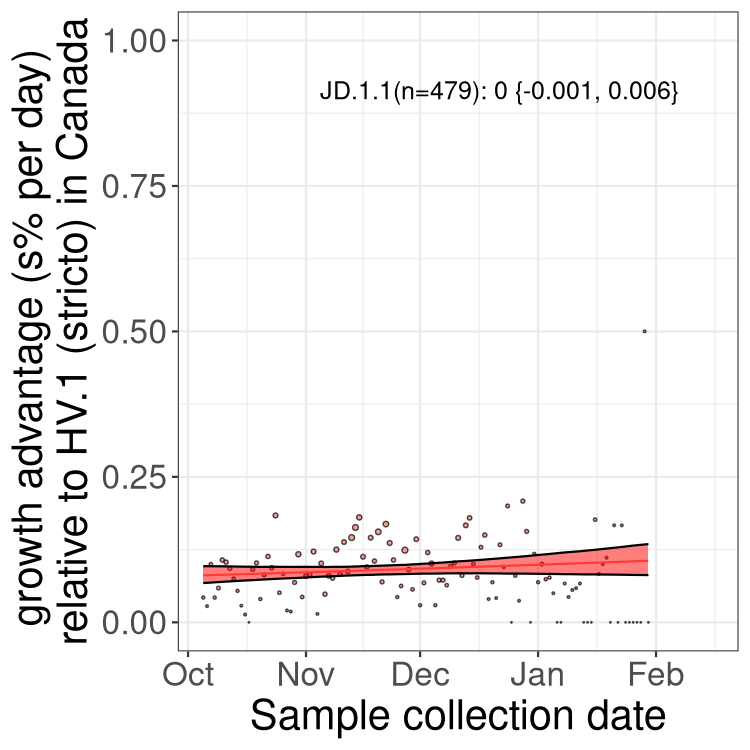 growth advantage (s% per day)
relative to HV.1 (stricto) in Canada
1.00
0.75
0.50
0.25
0.00
JD.1.1(n=479): 0 {-0.001, 0.006}
Oct Nov Dec Jan Feb
Sample collection date